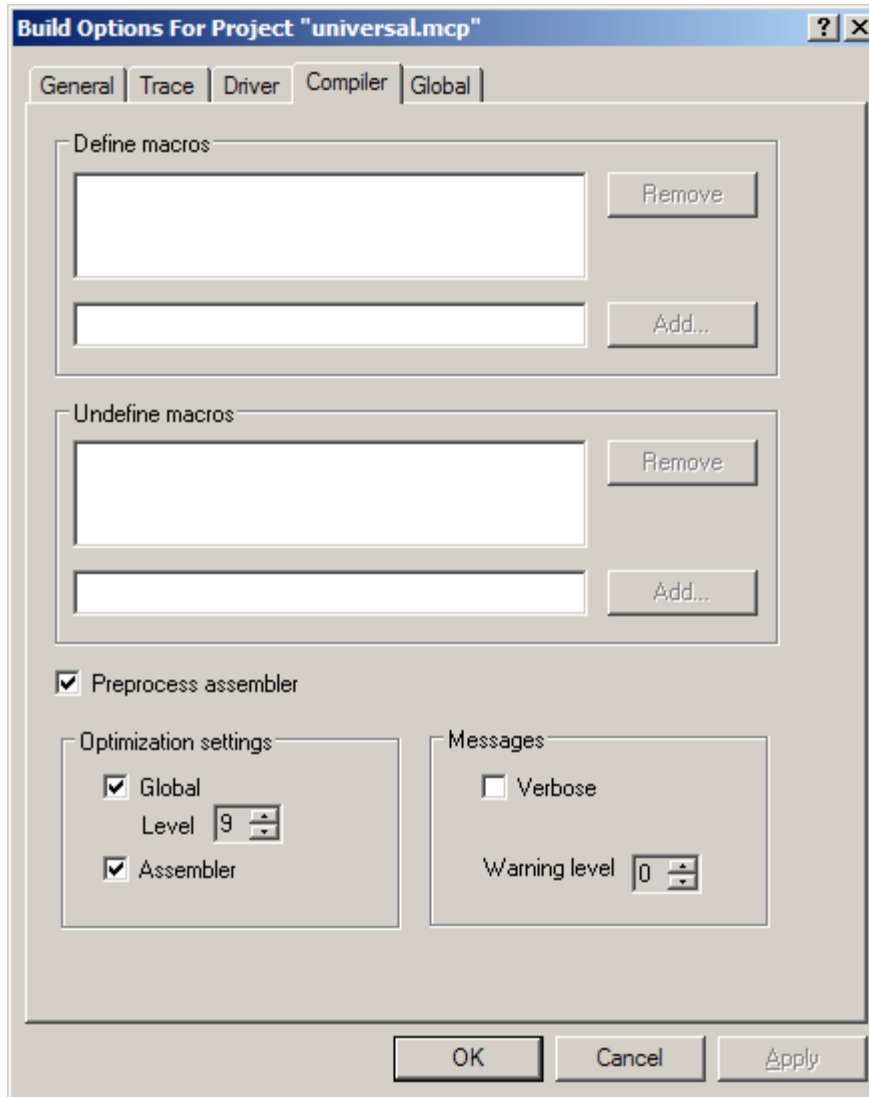 Build Options For Project "universal.mcp"
General Trace Driver Compiler Global
Define macros
Remove
Add...
Undefine macros
Remove
Add...
Preprocess assembler
Optimization settings
Global
Level 9
Assembler
Messages
Verbose
Warning level 0
OK Cancel Apply